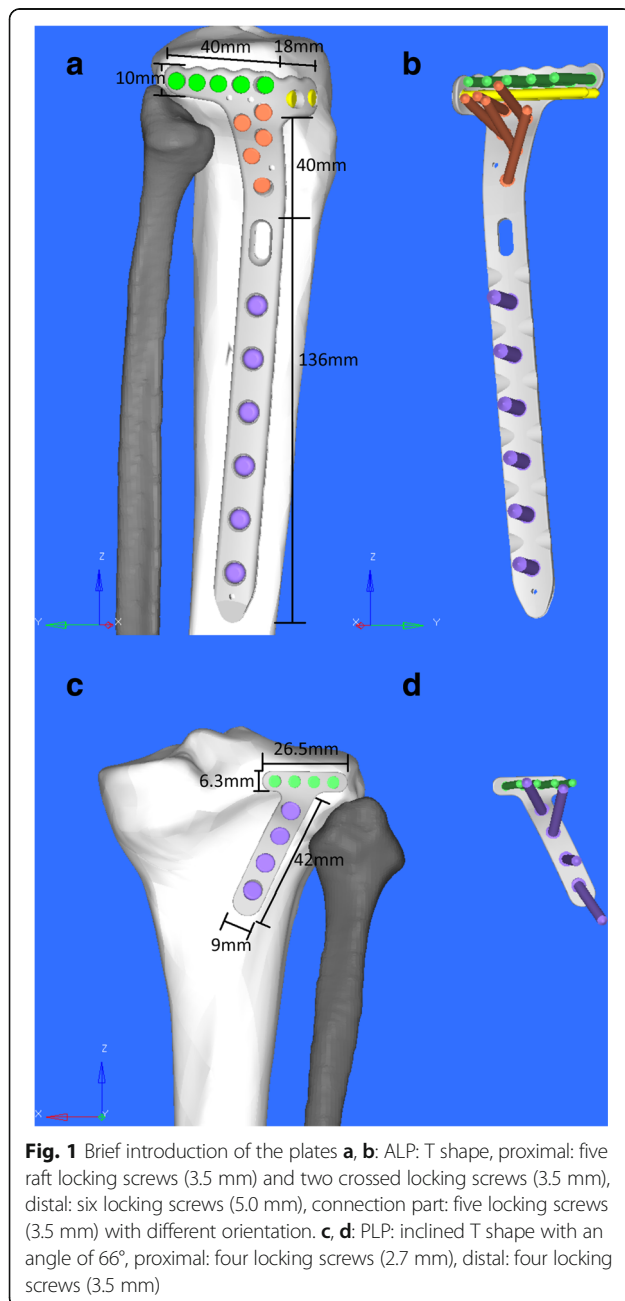 a
b
40mm
18mm
10mm
40mm
136mm
Z
Y
X
Z
X
Y
c
d
26.5mm
6.3mm
42mm
9mm
Z
X
Y
Fig. 1 Brief introduction of the plates a, b: ALP: T shape, proximal: five
raft locking screws (3.5 mm) and two crossed locking screws (3.5 mm),
distal: six locking screws (5.0 mm), connection part: five locking screws
(3.5 mm) with different orientation. c, d: PLP: inclined T shape with an
angle of 66°, proximal: four locking screws (2.7 mm), distal: four locking
screws (3.5 mm)